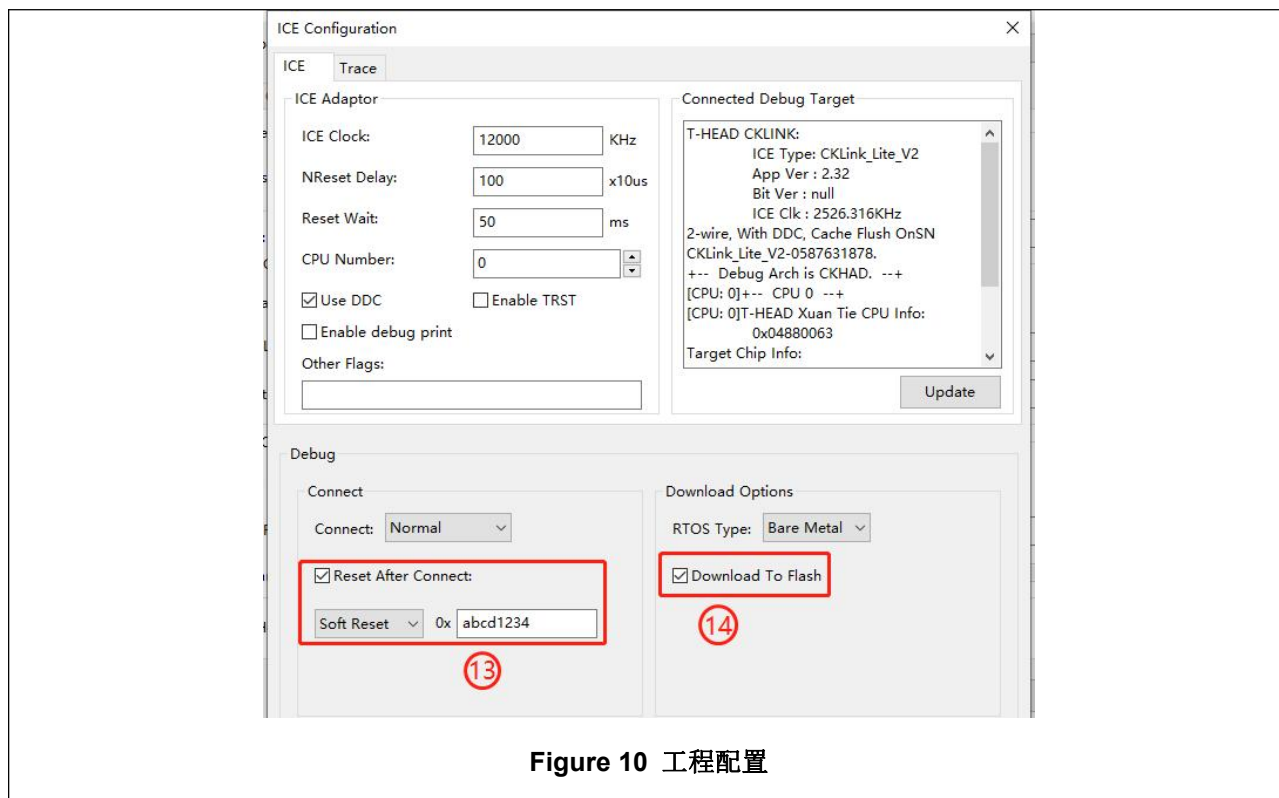 ICE Configuration
ICE Trace
ICE Adaptor
ICE Clock: 12000 KHz
NReset Delay: 100 x10us
Reset Wait: 50 ms
CPU Number: 0
Use DDC Enable TRST
Enable debug print
Other Flags:
Connected Debug Target
T-HEAD CKLINK:
ICE Type: CKLink_Lite_V2
App Ver : 2.32
Bit Ver : null
ICE Clk : 2526.316KHz
2-wire, With DDC, Cache Flush OnSN
CKLink_Lite_V2-0587631878.
+-- Debug Arch is CKHAD. --+
[CPU: 0]+-- CPU 0 --+
[CPU: 0]T-HEAD Xuan Tie CPU Info:
0x04880063
Target Chip Info:
Update
Debug
Connect
Connect: Normal
Reset After Connect:
Soft Reset 0x abcd1234
13
Download Options
RTOS Type: Bare Metal
Download To Flash
14
Figure 10 工程配置